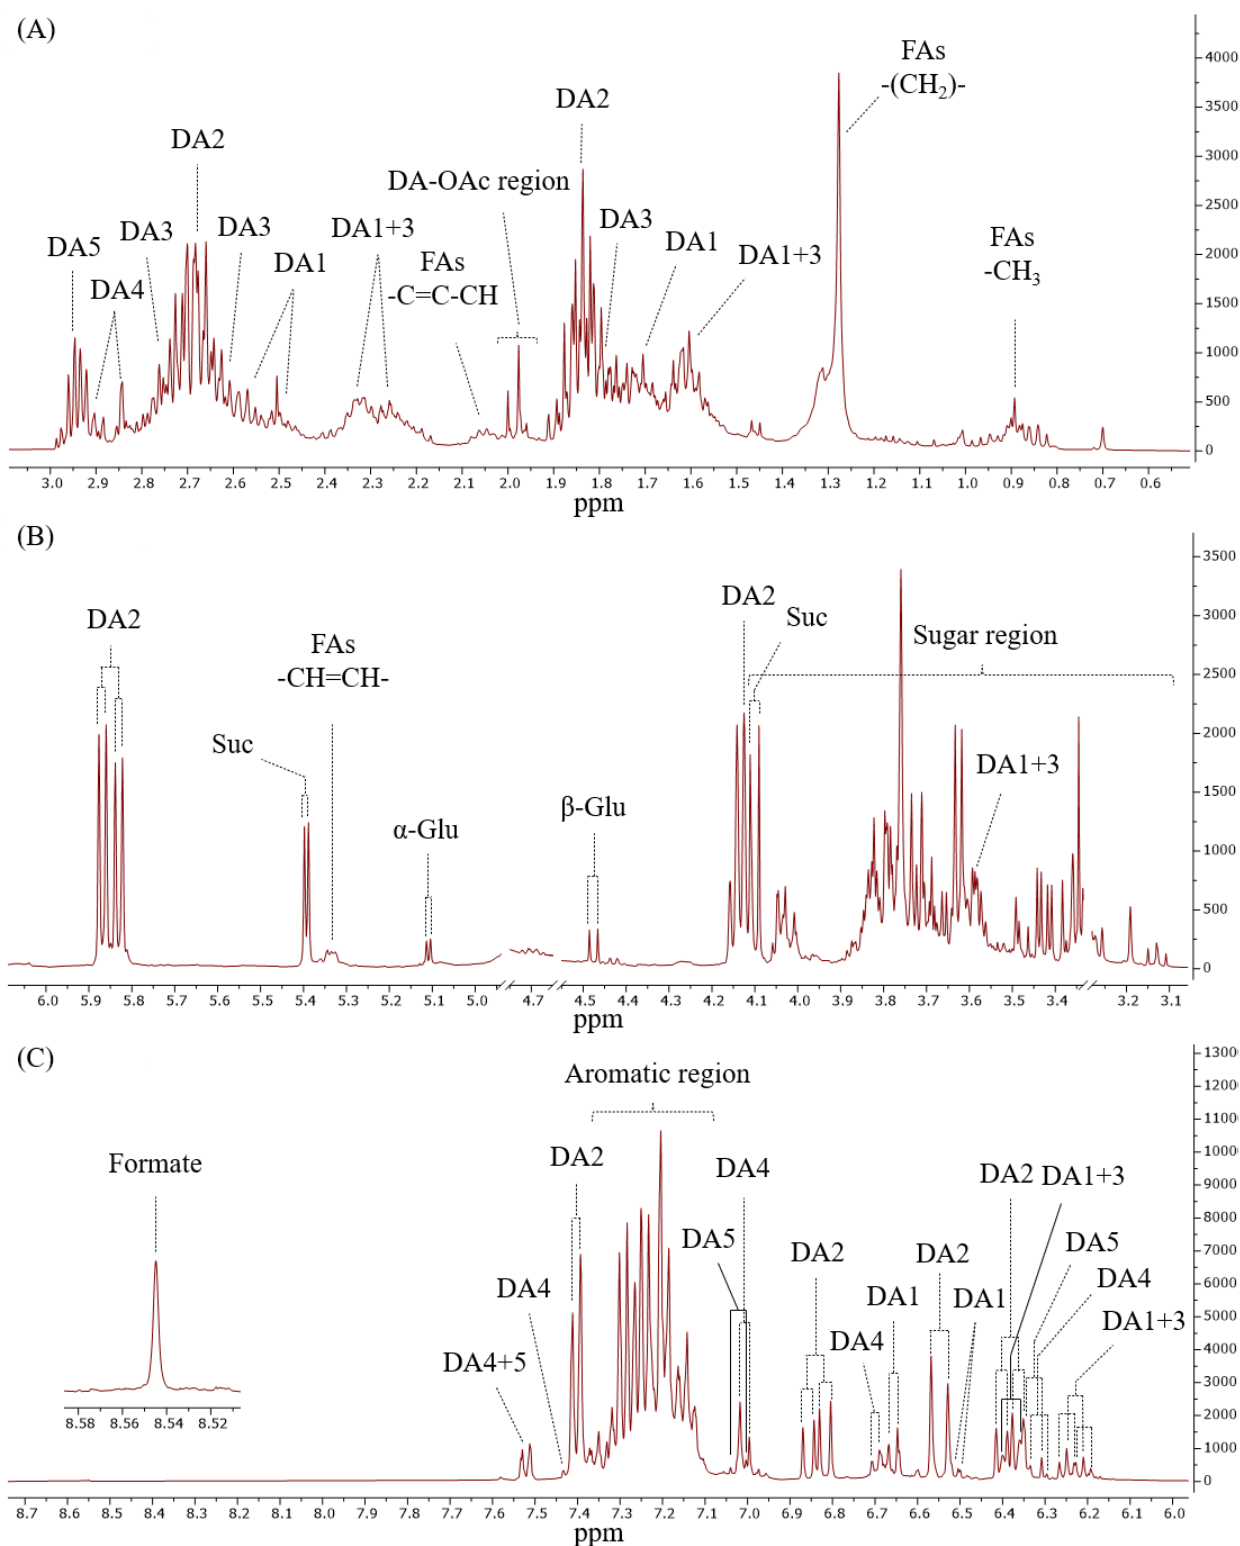 (A)
FAs
-(CH₂)-
DA2
DA2
DA-OAc region
DA5
DA3
DA3
DA1+3
DA3
DA1
DA1+3
FAs
-CH₃
DA4
DA1
FAs
-C=C-CH
4000
3500
3000
2500
2000
1500
1000
500
0
3.0 2.9 2.8 2.7 2.6 2.5 2.4 2.3 2.2 2.1 2.0 1.9 1.8 1.7 1.6 1.5 1.4 1.3 1.2 1.1 1.0 0.9 0.8 0.7 0.6
ppm
(B)
DA2
FAs
-CH=CH-
DA2
Suc
Sugar region
Suc
α-Glu
β-Glu
DA1+3
3500
3000
2500
2000
1500
1000
500
0
6.0 5.9 5.8 5.7 5.6 5.5 5.4 5.3 5.2 5.1 5.0 4.7 4.5 4.4 4.3 4.2 4.1 4.0 3.9 3.8 3.7 3.6 3.5 3.4 3.2 3.1
ppm
(C)
Aromatic region
Formate
DA2
DA4
DA2 DA1+3
DA5
DA2
DA2
DA5
DA4
DA4
DA1
DA1
DA1+3
DA4+5
DA4
1300
12000
11000
10000
9000
8000
7000
6000
5000
4000
3000
2000
1000
0
8.58 8.56 8.54 8.52
8.7 8.6 8.5 8.4 8.3 8.2 8.1 8.0 7.9 7.8 7.7 7.6 7.5 7.4 7.3 7.2 7.1 7.0 6.9 6.8 6.7 6.6 6.5 6.4 6.3 6.2 6.1 6.0
ppm